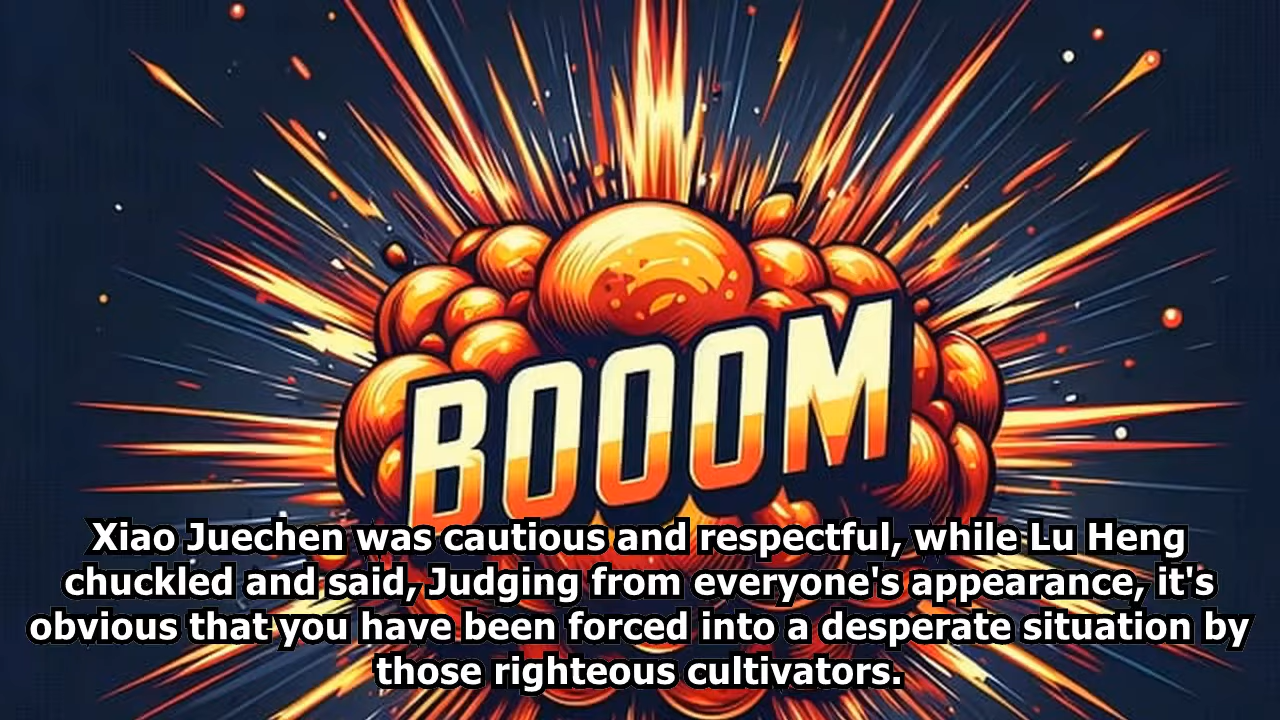 BOOOM
Xiao Juechen was cautious and respectful, while Lu Heng
chuckled and said, Judging from everyone's appearance, it's
obvious that you have been forced into a desperate situation by
those righteous cultivators.